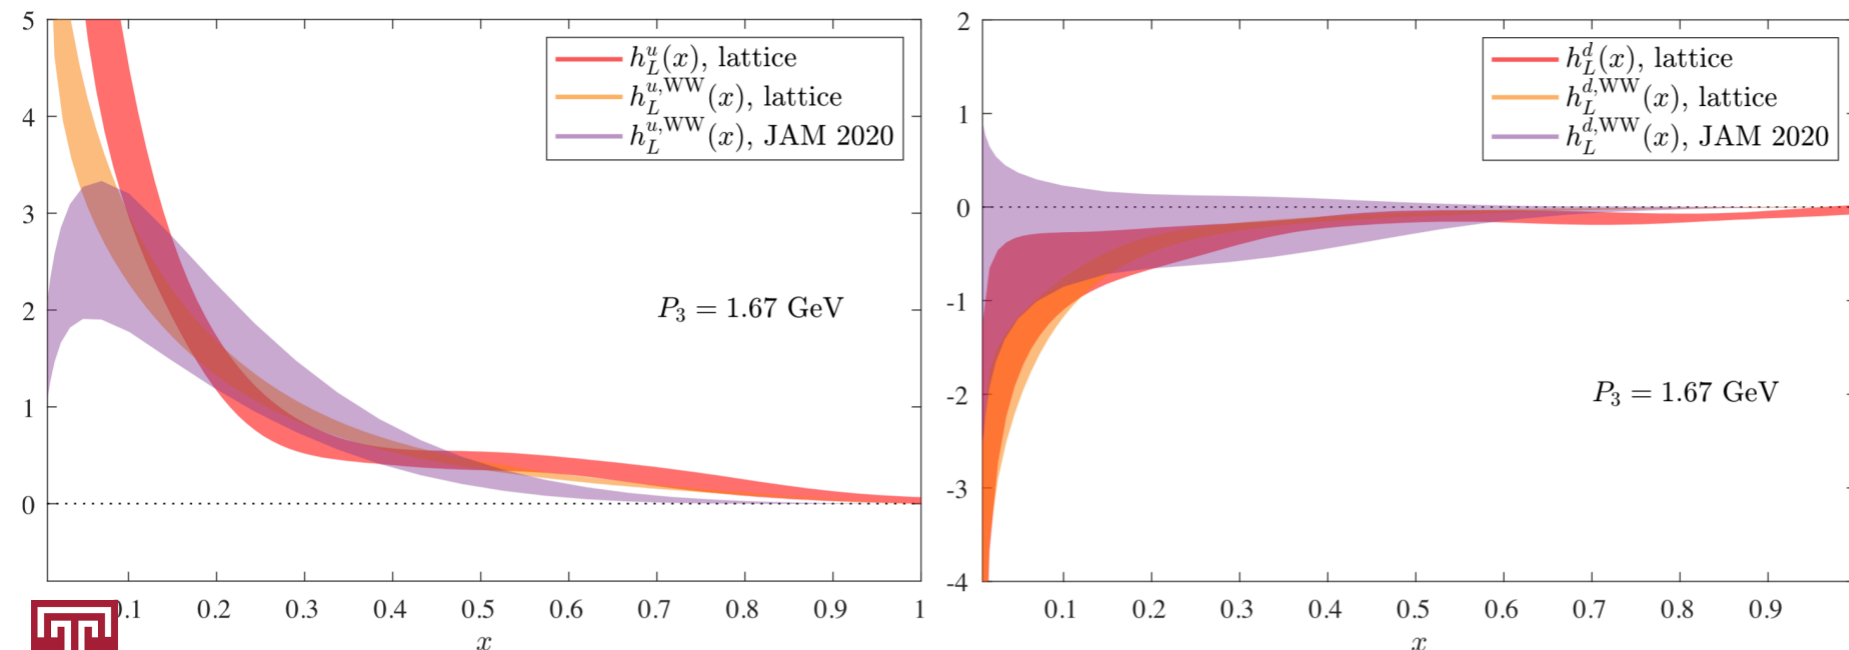 5
4
3
2
1
0
h_L^u(x), lattice
h_L^{u,WW}(x), lattice
h_L^{u,WW}(x), JAM 2020
P_3 = 1.67 GeV
0.1 0.2 0.3 0.4 0.5 0.6 0.7 0.8 0.9 1
x
2
1
0
-1
-2
-3
-4
h_L^d(x), lattice
h_L^{d,WW}(x), lattice
h_L^{d,WW}(x), JAM 2020
P_3 = 1.67 GeV
0.1 0.2 0.3 0.4 0.5 0.6 0.7 0.8 0.9
x